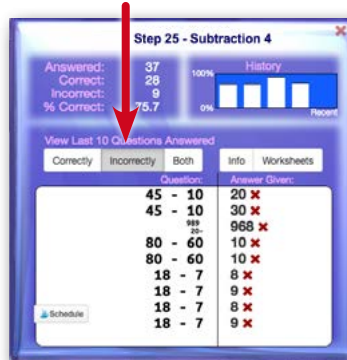 Step 25 - Subtraction 4
Answered: 37
Correct: 28
Incorrect: 9
% Correct: 75.7
History
100%
0%
Recent
View Last 10 Questions Answered
Correctly Incorrectly Both Info Worksheets
Question: Answer Given:
45 - 10 20 ×
45 - 10 30 ×
989
20- 968 ×
80 - 60 10 ×
80 - 60 10 ×
18 - 7 8 ×
18 - 7 9 ×
18 - 7 8 ×
18 - 7 9 ×
Schedule